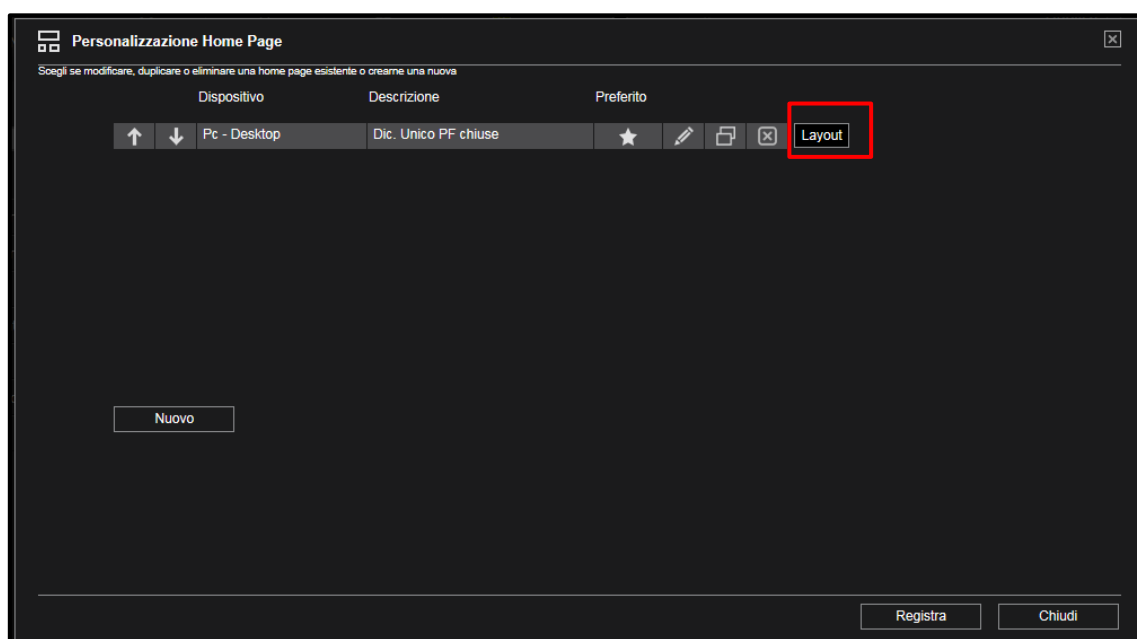 Personalizzazione Home Page
Scegli se modificare, duplicare o eliminare una home page esistente o crearne una nuova
Dispositivo Descrizione Preferito
Pc - Desktop Dic. Unico PF chiuse Layout
Nuovo
Registra Chiudi